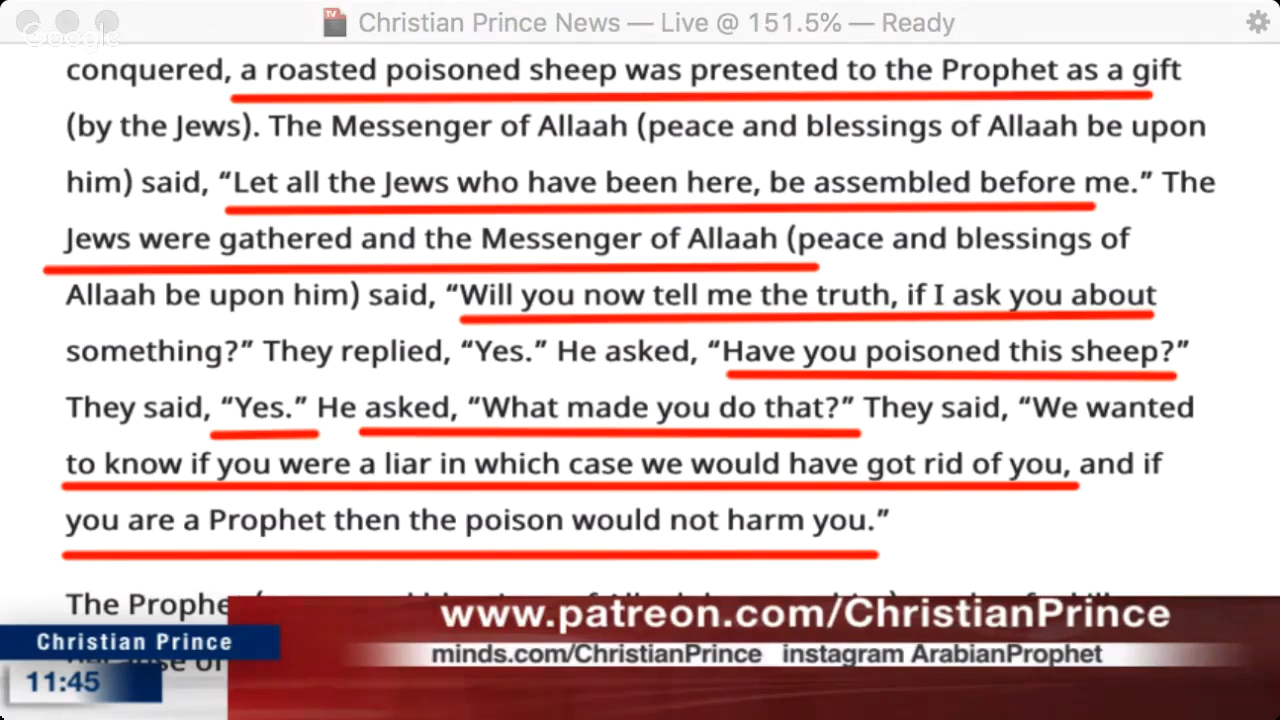 Christian Prince News — Live @ 151.5% — Ready
Google
conquered, a roasted poisoned sheep was presented to the Prophet as a gift
(by the Jews). The Messenger of Allaah (peace and blessings of Allaah be upon
him) said, “Let all the Jews who have been here, be assembled before me.” The
Jews were gathered and the Messenger of Allaah (peace and blessings of
Allaah be upon him) said, “Will you now tell me the truth, if I ask you about
something?” They replied, “Yes.” He asked, “Have you poisoned this sheep?”
They said, “Yes.” He asked, “What made you do that?” They said, “We wanted
to know if you were a liar in which case we would have got rid of you, and if
you are a Prophet then the poison would not harm you.”
The Prophe
www.patreon.com/ChristianPrince
Christian Prince
minds.com/ChristianPrince instagram ArabianProphet
11:45